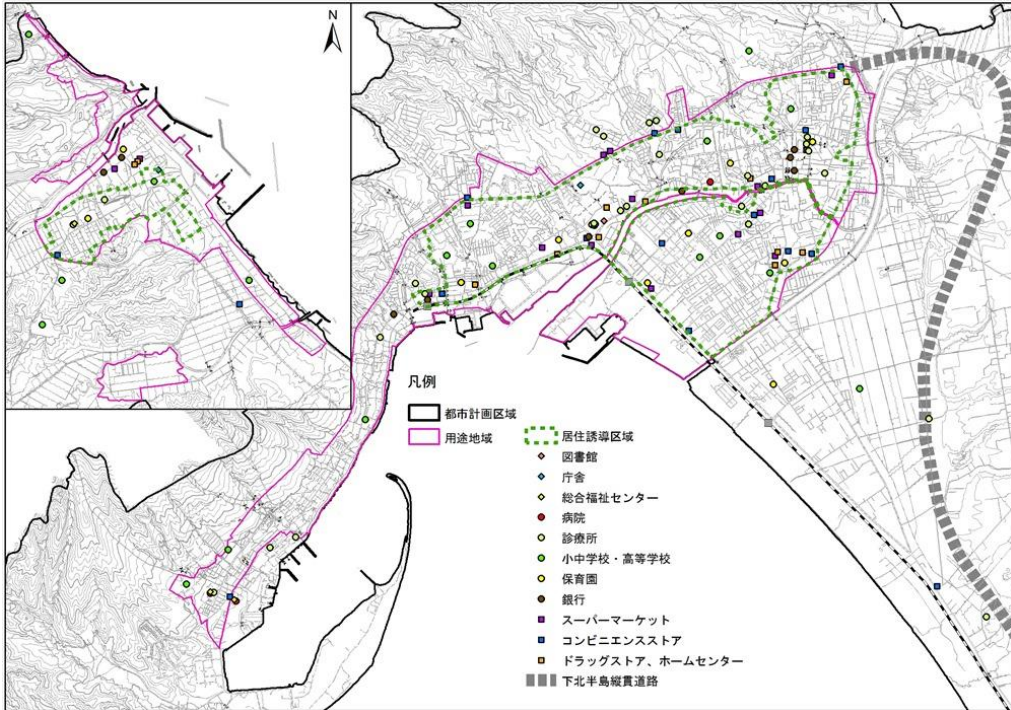 N
凡例
都市計画区域
用途地域
居住誘導区域
図書館
庁舎
総合福祉センター
病院
診療所
小中学校・高等学校
保育園
銀行
スーパーマーケット
コンビニエンスストア
ドラッグストア、ホームセンター
下北半島縦貫道路